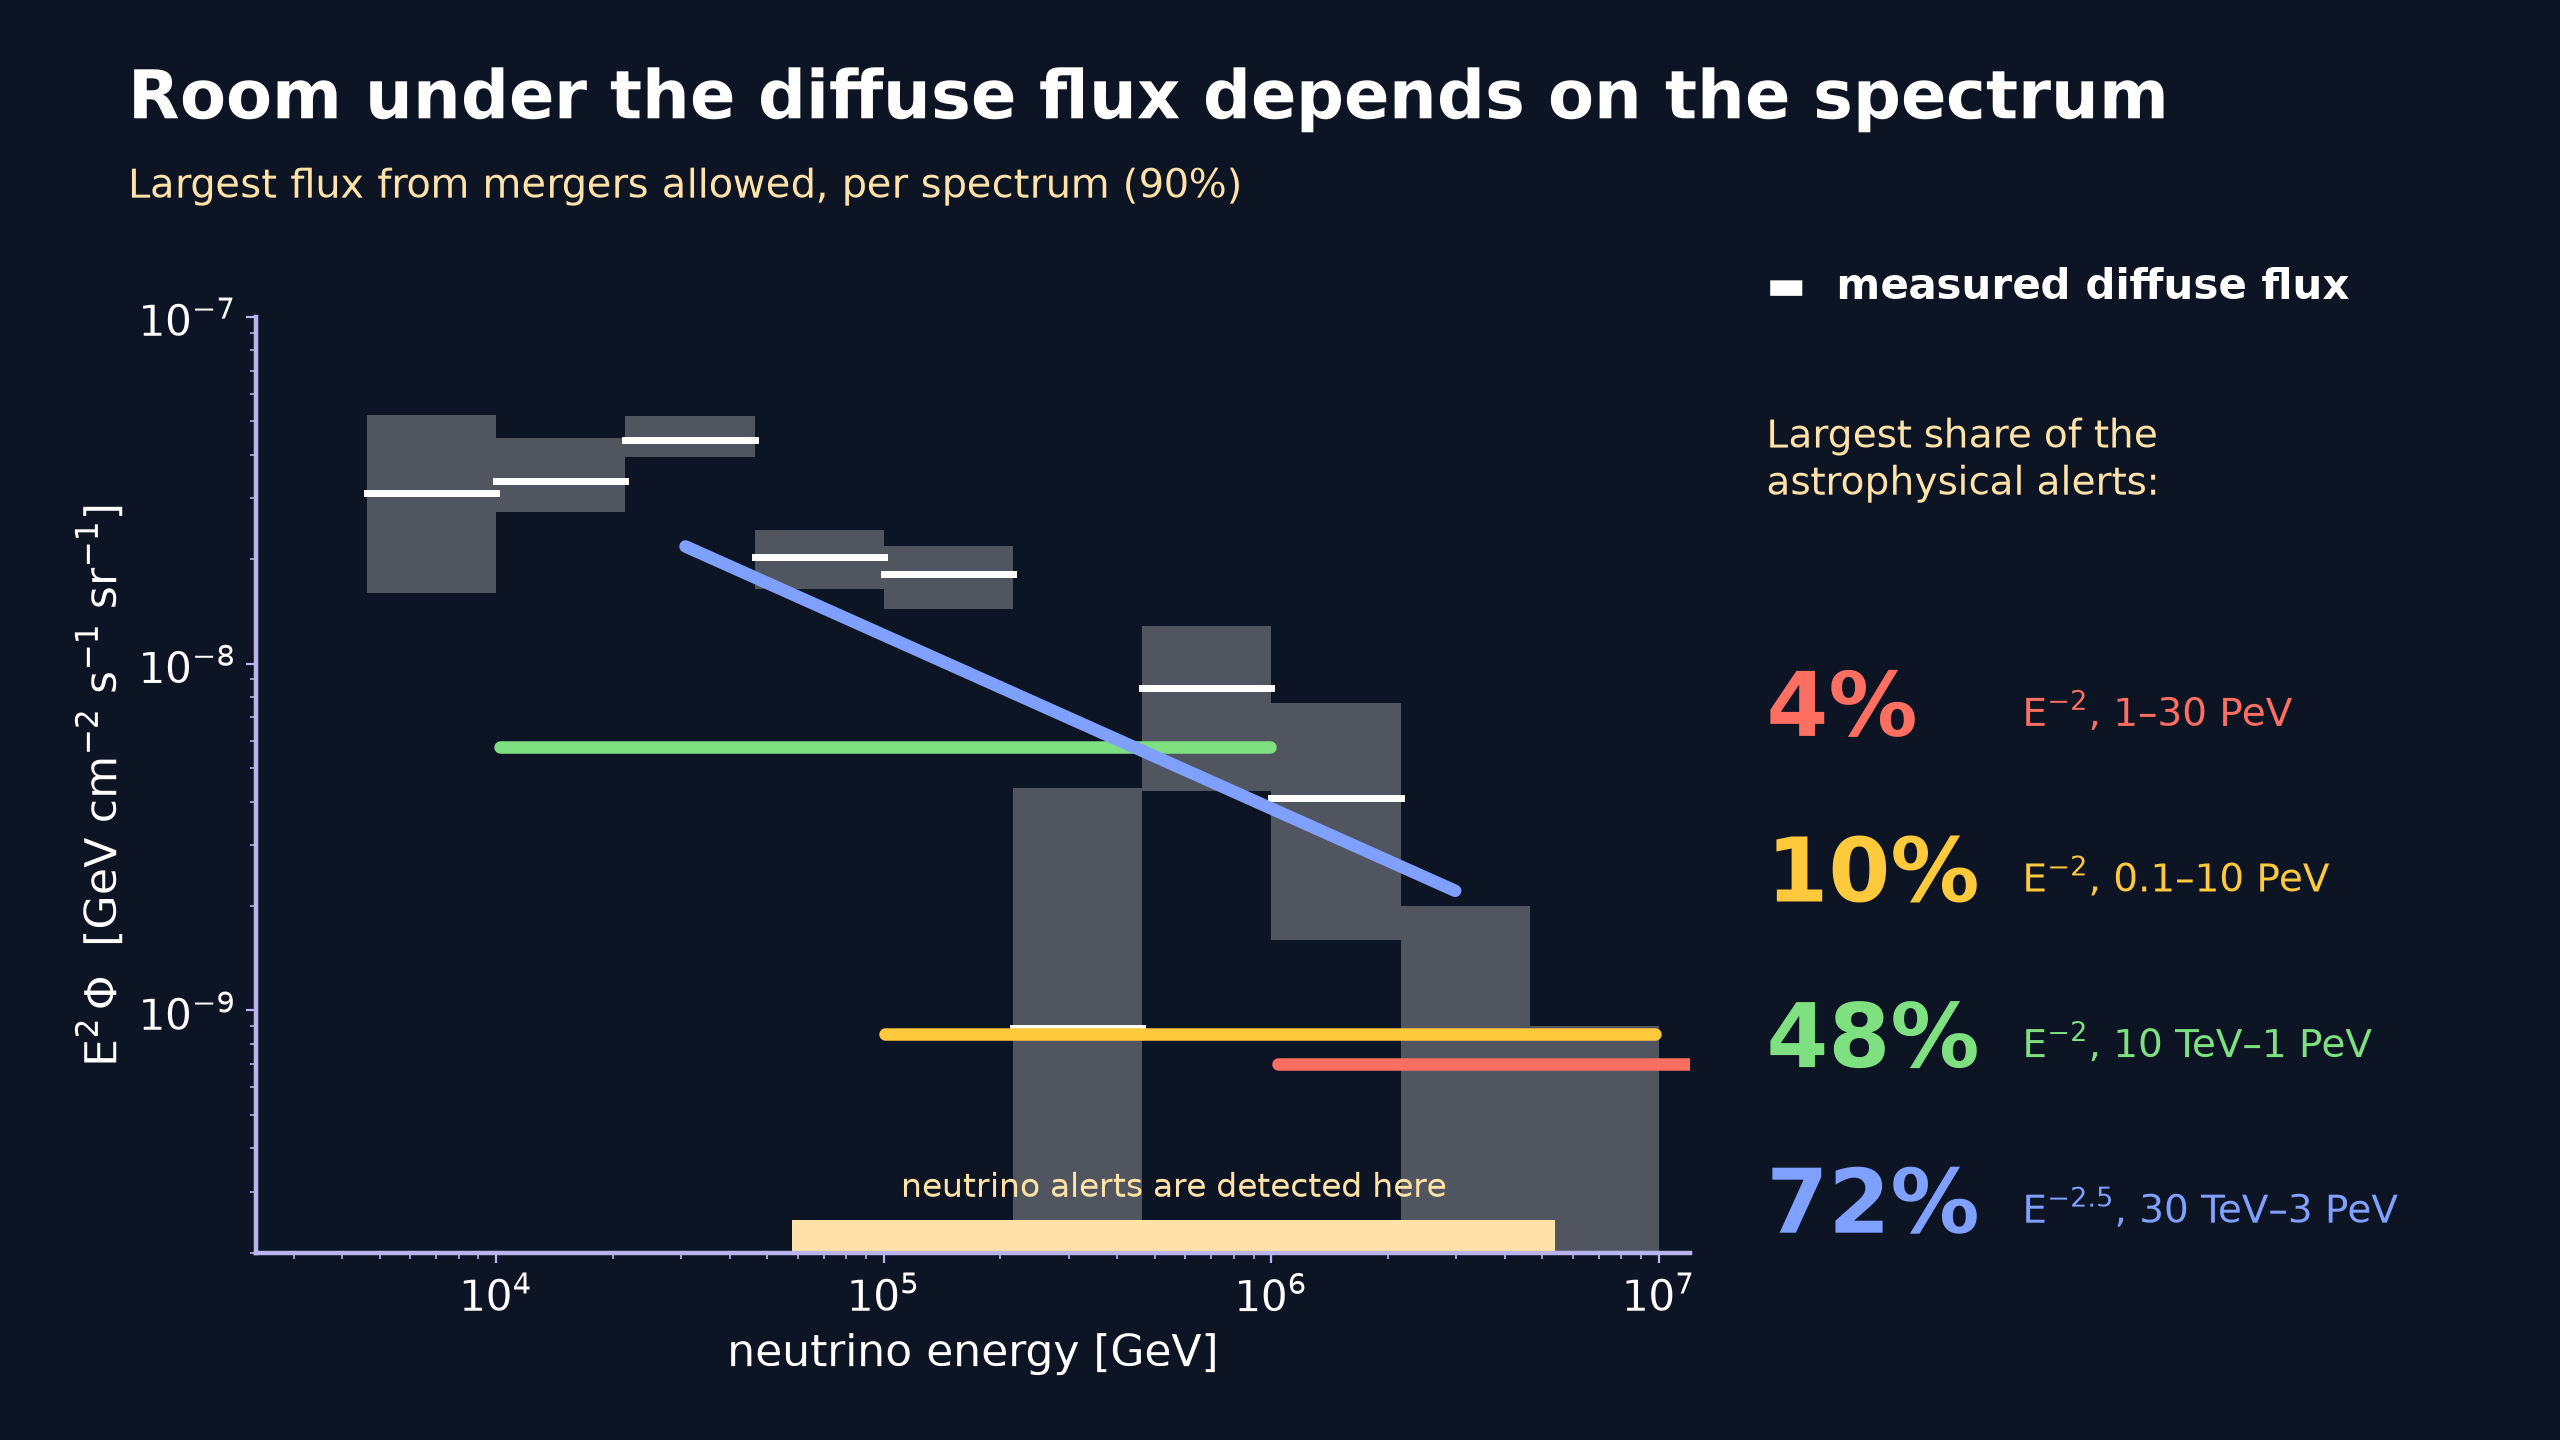 Room under the diffuse flux depends on the spectrum
Largest flux from mergers allowed, per spectrum (90%)
measured diffuse flux
Largest share of the
astrophysical alerts:
4% E⁻², 1–30 PeV
10% E⁻², 0.1–10 PeV
48% E⁻², 10 TeV–1 PeV
72% E⁻²·⁵, 30 TeV–3 PeV
E² Φ [GeV cm⁻² s⁻¹ sr⁻¹]
10⁻⁷
10⁻⁸
10⁻⁹
neutrino alerts are detected here
10⁴ 10⁵ 10⁶ 10⁷
neutrino energy [GeV]